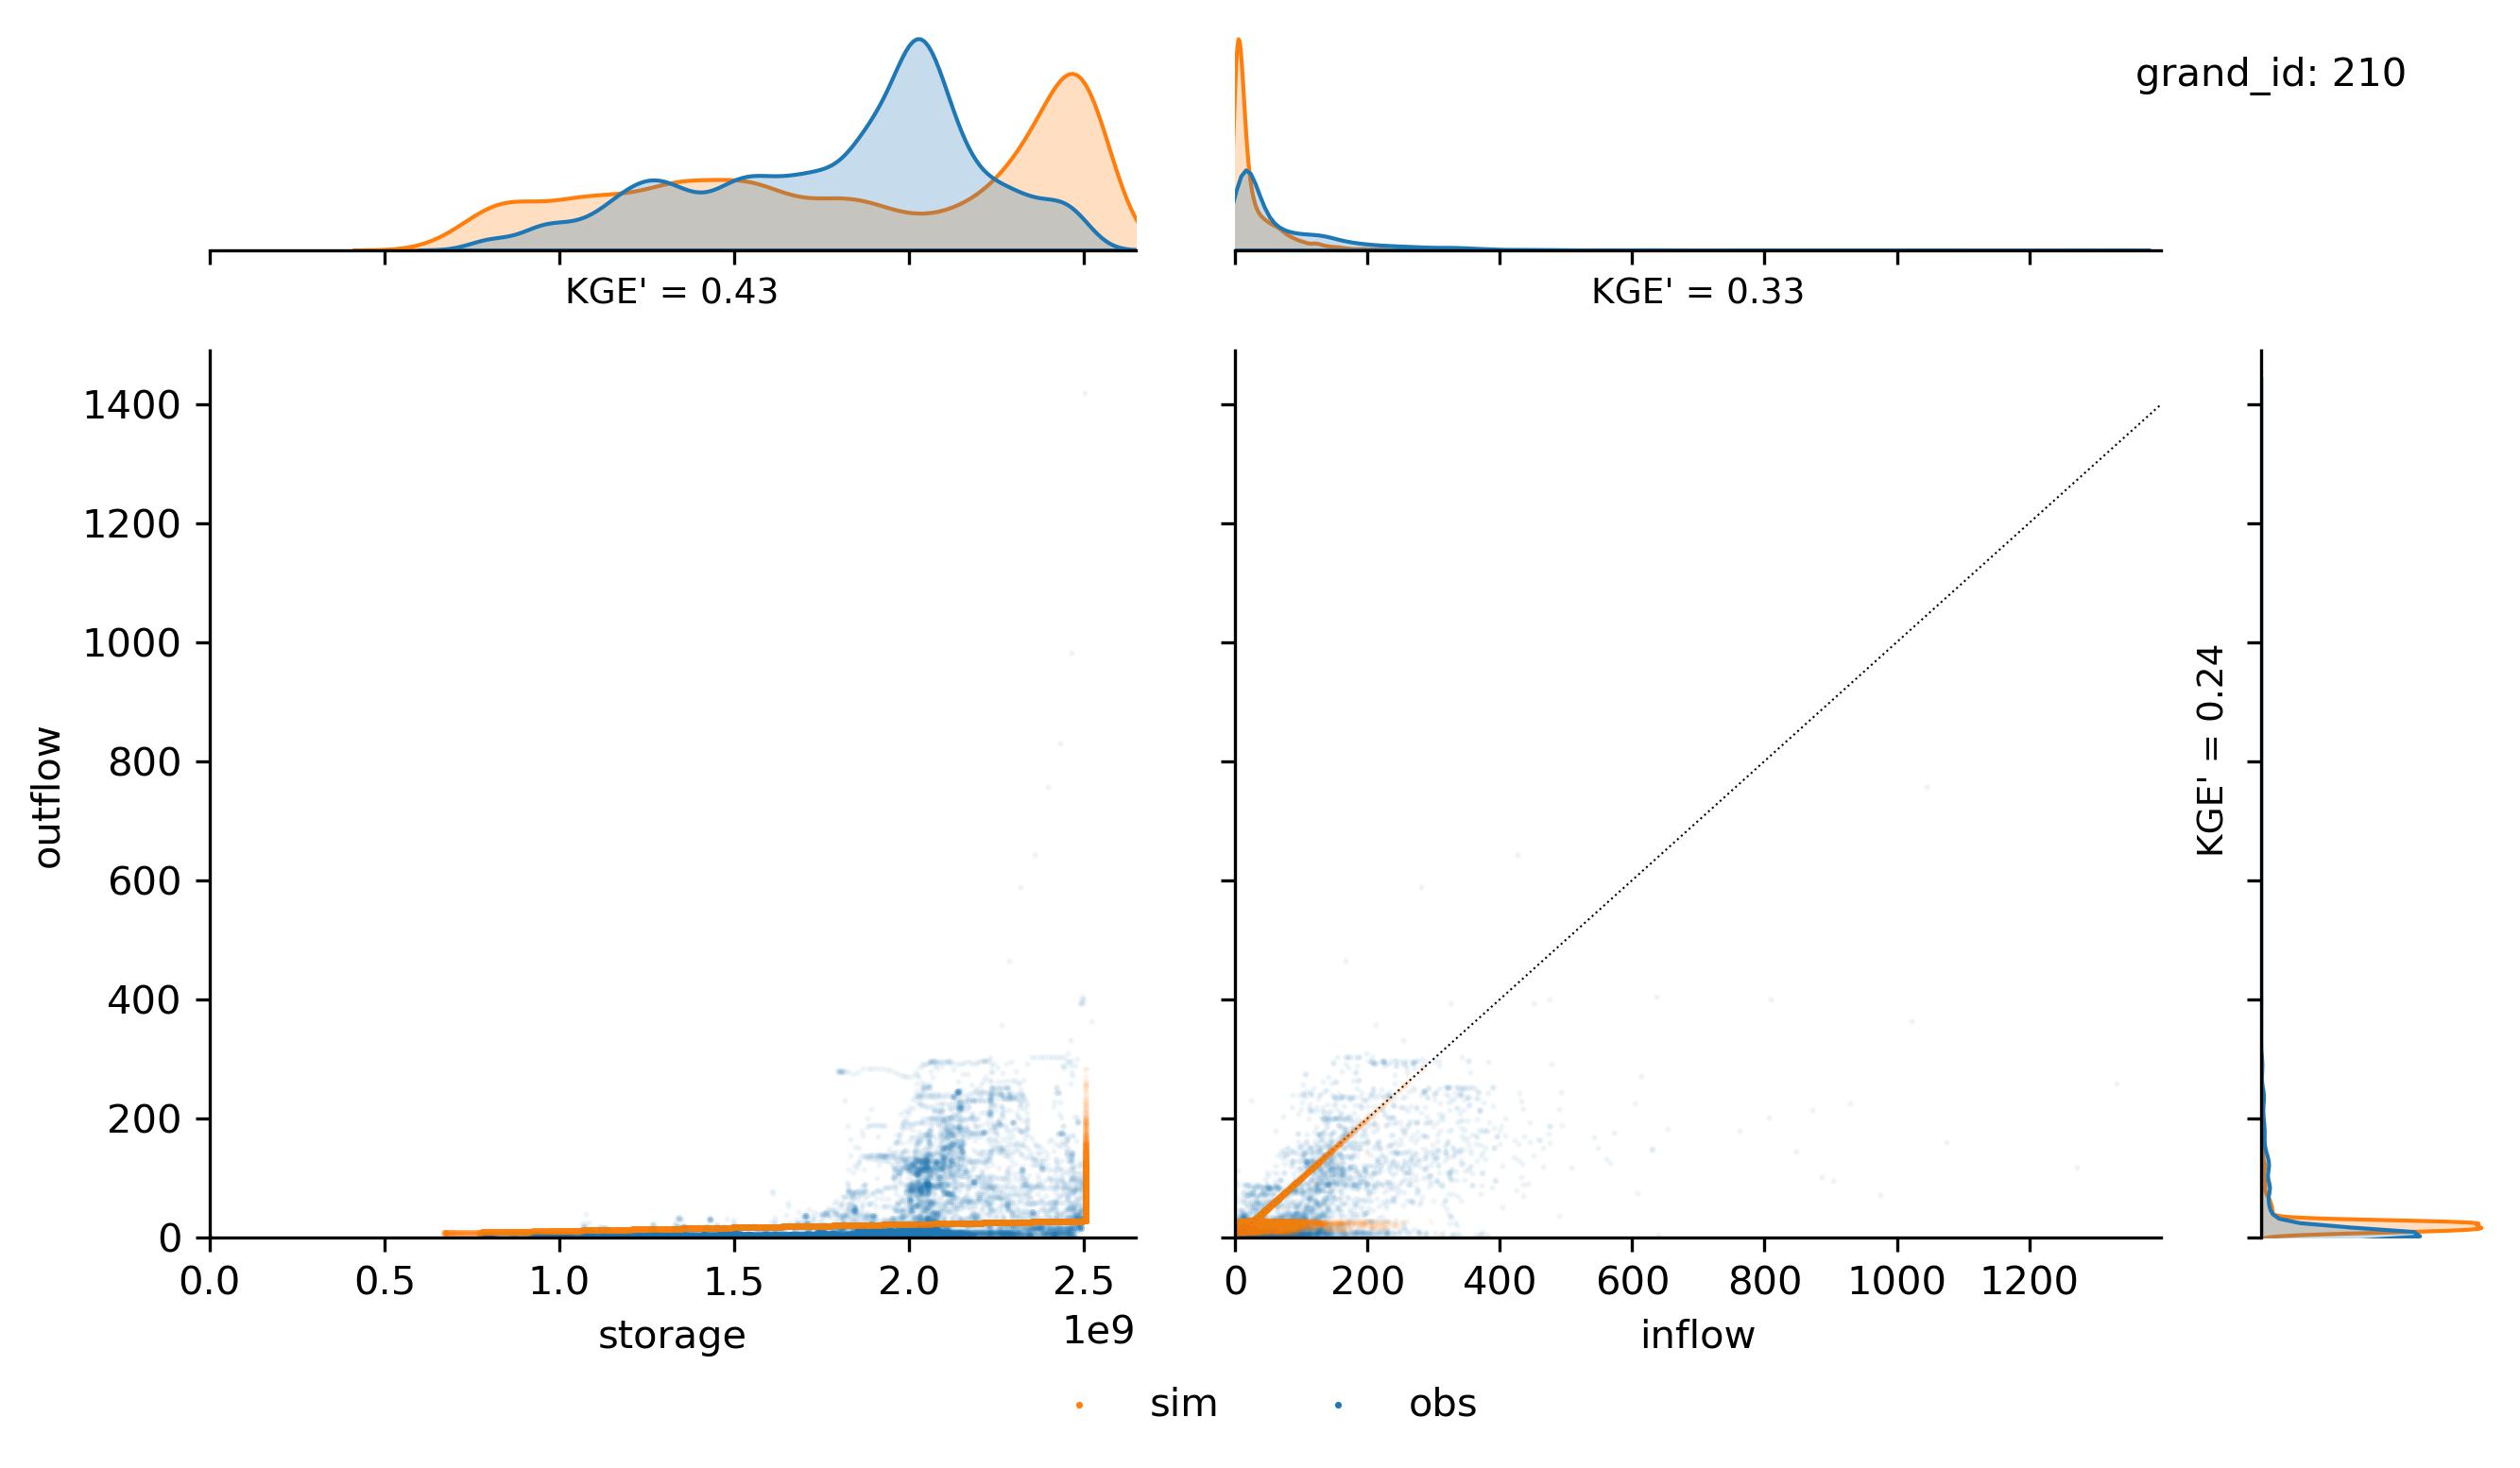 grand_id: 210
KGE' = 0.43
KGE' = 0.33
1400
1200
1000
800
600
400
200
0
outflow
KGE' = 0.24
0.0 0.5 1.0 1.5 2.0 2.5
0 200 400 600 800 1000 1200
storage
1e9
inflow
sim obs